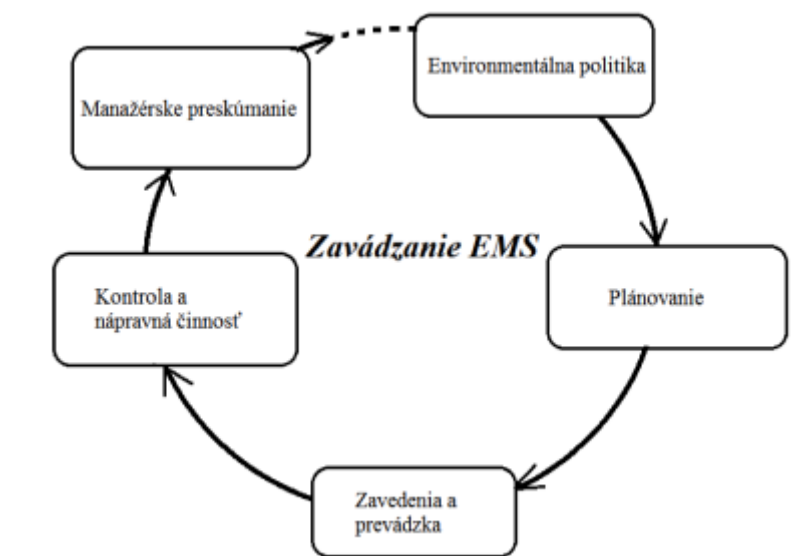 Environmentálna politika
Manažérske preskúmanie
Zavádzanie EMS
Plánovanie
Kontrola a
nápravná činnosť
Zavedenia a
prevádzka